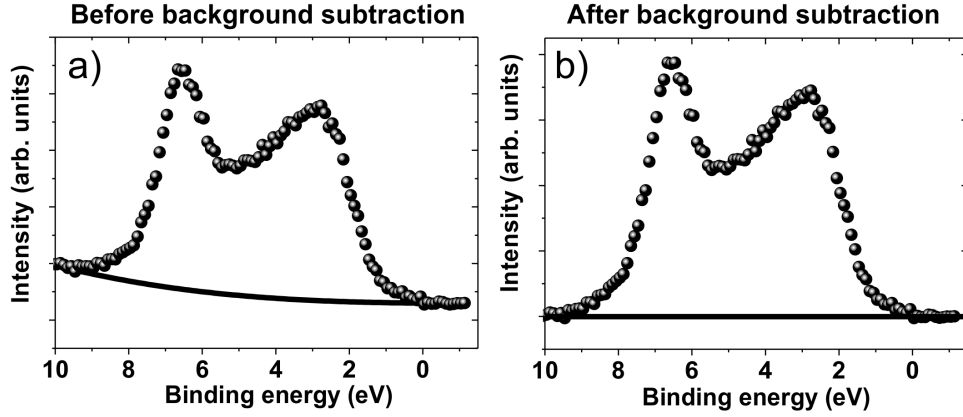 Before background subtraction
a)
Intensity (arb. units)
10 8 6 4 2 0
Binding energy (eV)
After background subtraction
b)
Intensity (arb. units)
10 8 6 4 2 0
Binding energy (eV)